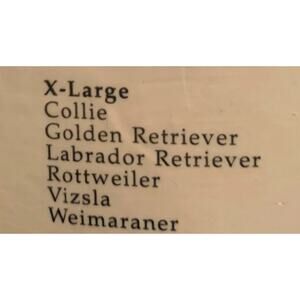 X-Large
Collie
Golden Retriever
Labrador Retriever
Rottweiler
Vizsla
Weimaraner